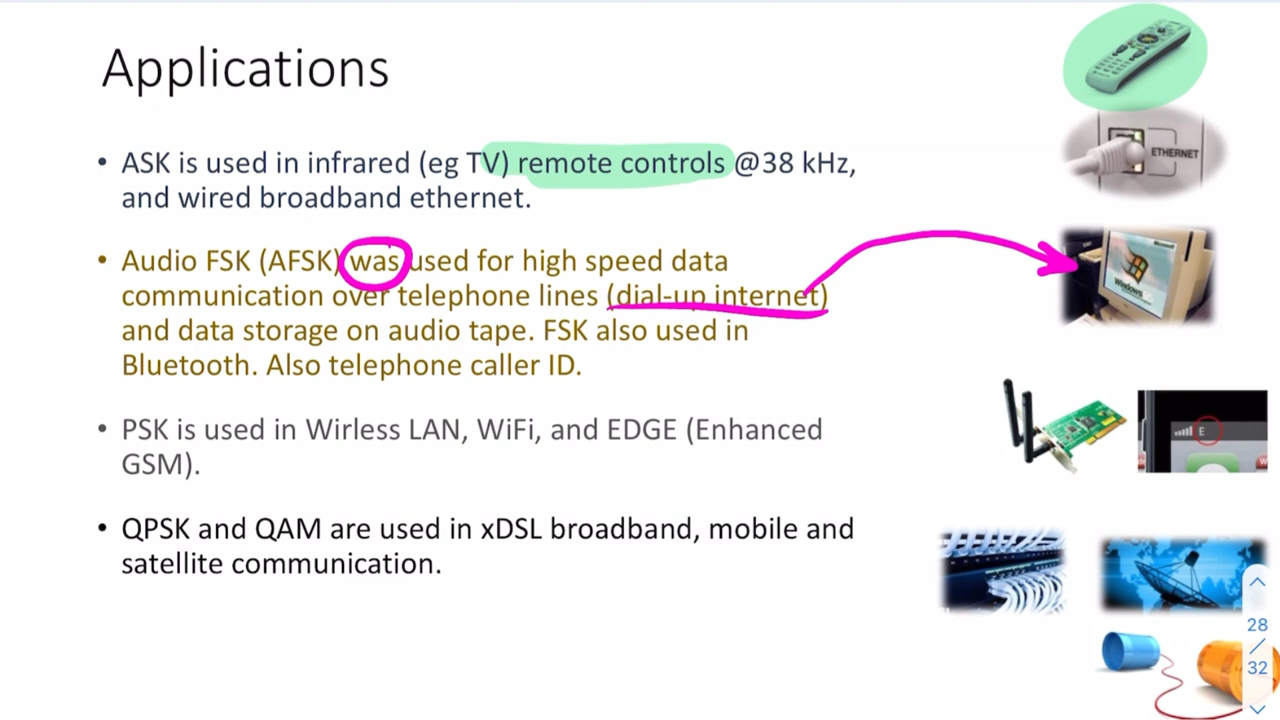 Applications
• ASK is used in infrared (eg TV) remote controls @38 kHz,
and wired broadband ethernet.
• Audio FSK (AFSK) was used for high speed data
communication over telephone lines (dial-up internet)
and data storage on audio tape. FSK also used in
Bluetooth. Also telephone caller ID.
• PSK is used in Wirless LAN, WiFi, and EDGE (Enhanced
GSM).
• QPSK and QAM are used in xDSL broadband, mobile and
satellite communication.
ETHERNET
Microsoft
Windows
E
28
/
32